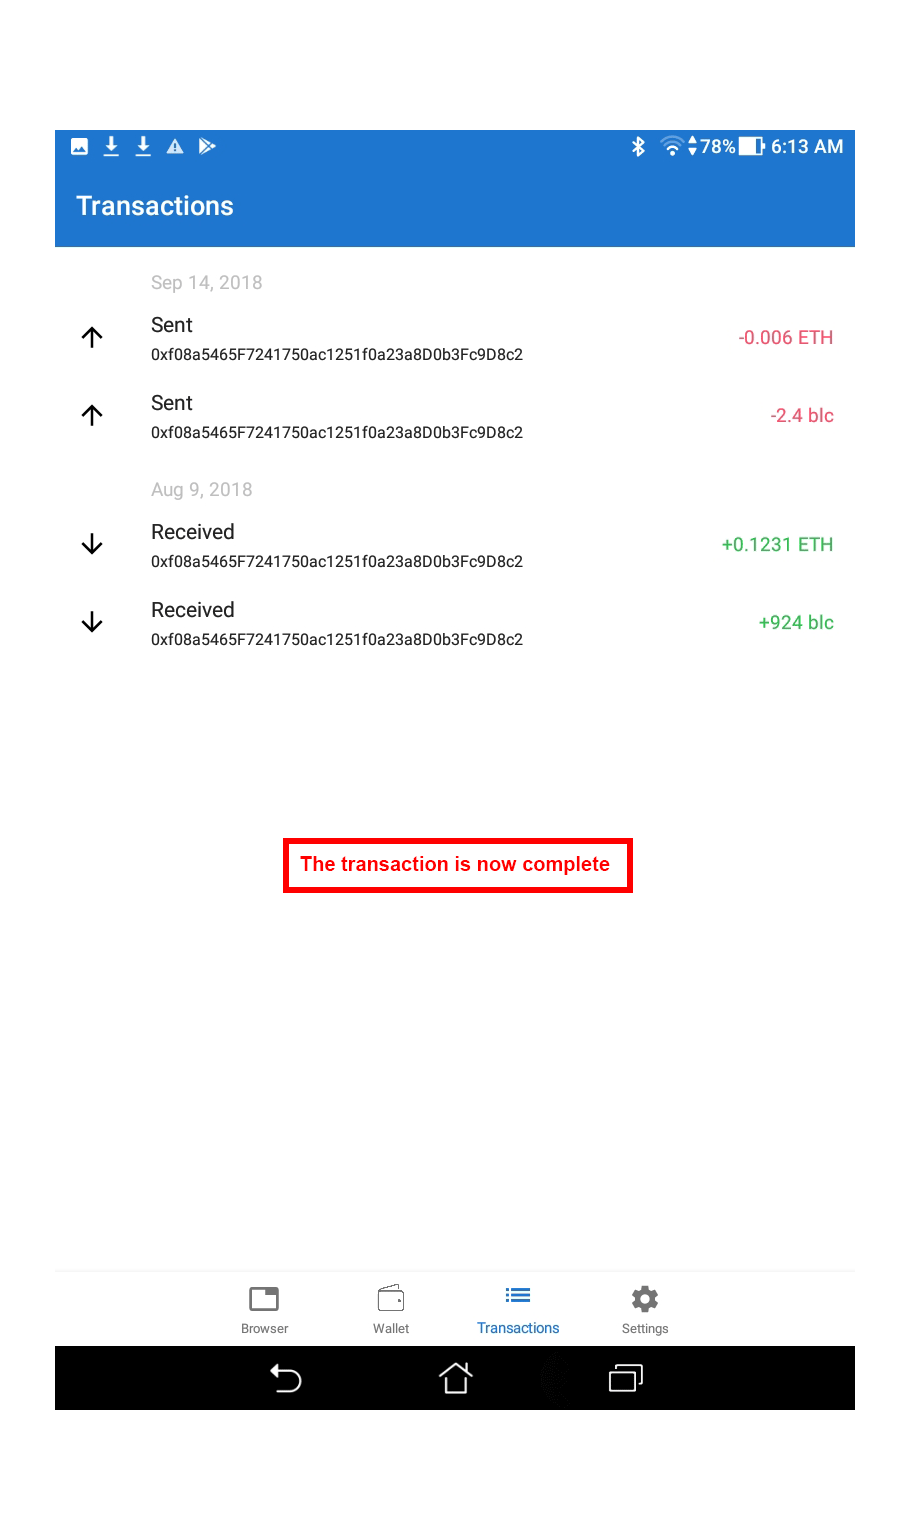 78% 6:13 AM
Transactions
Sep 14, 2018
Sent
-0.006 ETH
0xf08a5465F7241750ac1251f0a23a8D0b3Fc9D8c2
Sent
-2.4 blc
0xf08a5465F7241750ac1251f0a23a8D0b3Fc9D8c2
Aug 9, 2018
Received
+0.1231 ETH
0xf08a5465F7241750ac1251f0a23a8D0b3Fc9D8c2
Received
+924 blc
0xf08a5465F7241750ac1251f0a23a8D0b3Fc9D8c2
The transaction is now complete
Browser Wallet Transactions Settings